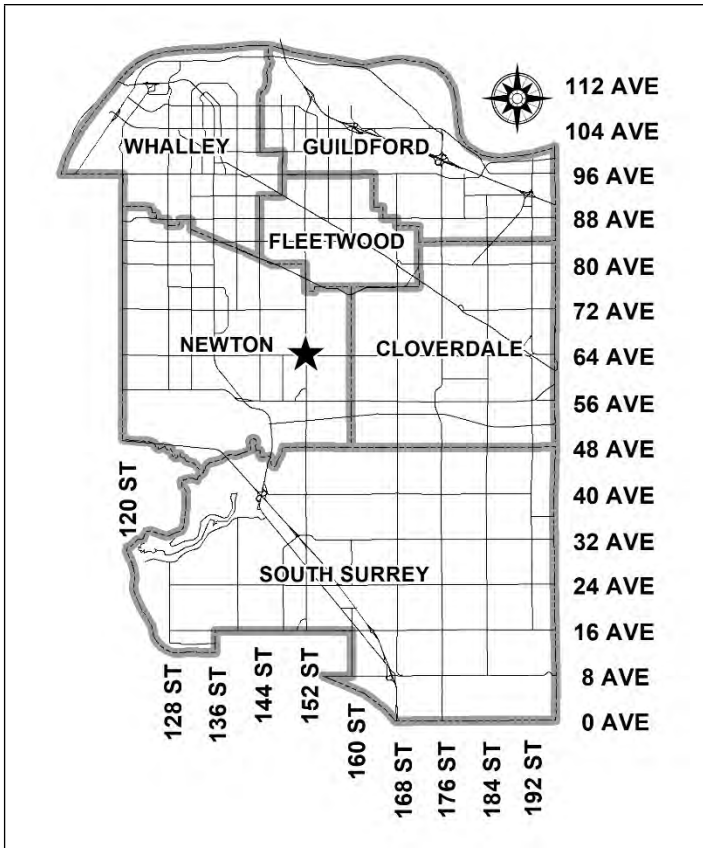 112 AVE
104 AVE
WHALLEY
GUILDFORD
96 AVE
88 AVE
FLEETWOOD
80 AVE
72 AVE
NEWTON
CLOVERDALE
64 AVE
56 AVE
48 AVE
120 ST
40 AVE
32 AVE
SOUTH SURREY
24 AVE
16 AVE
128 ST
136 ST
144 ST
152 ST
8 AVE
160 ST
0 AVE
168 ST
176 ST
184 ST
192 ST